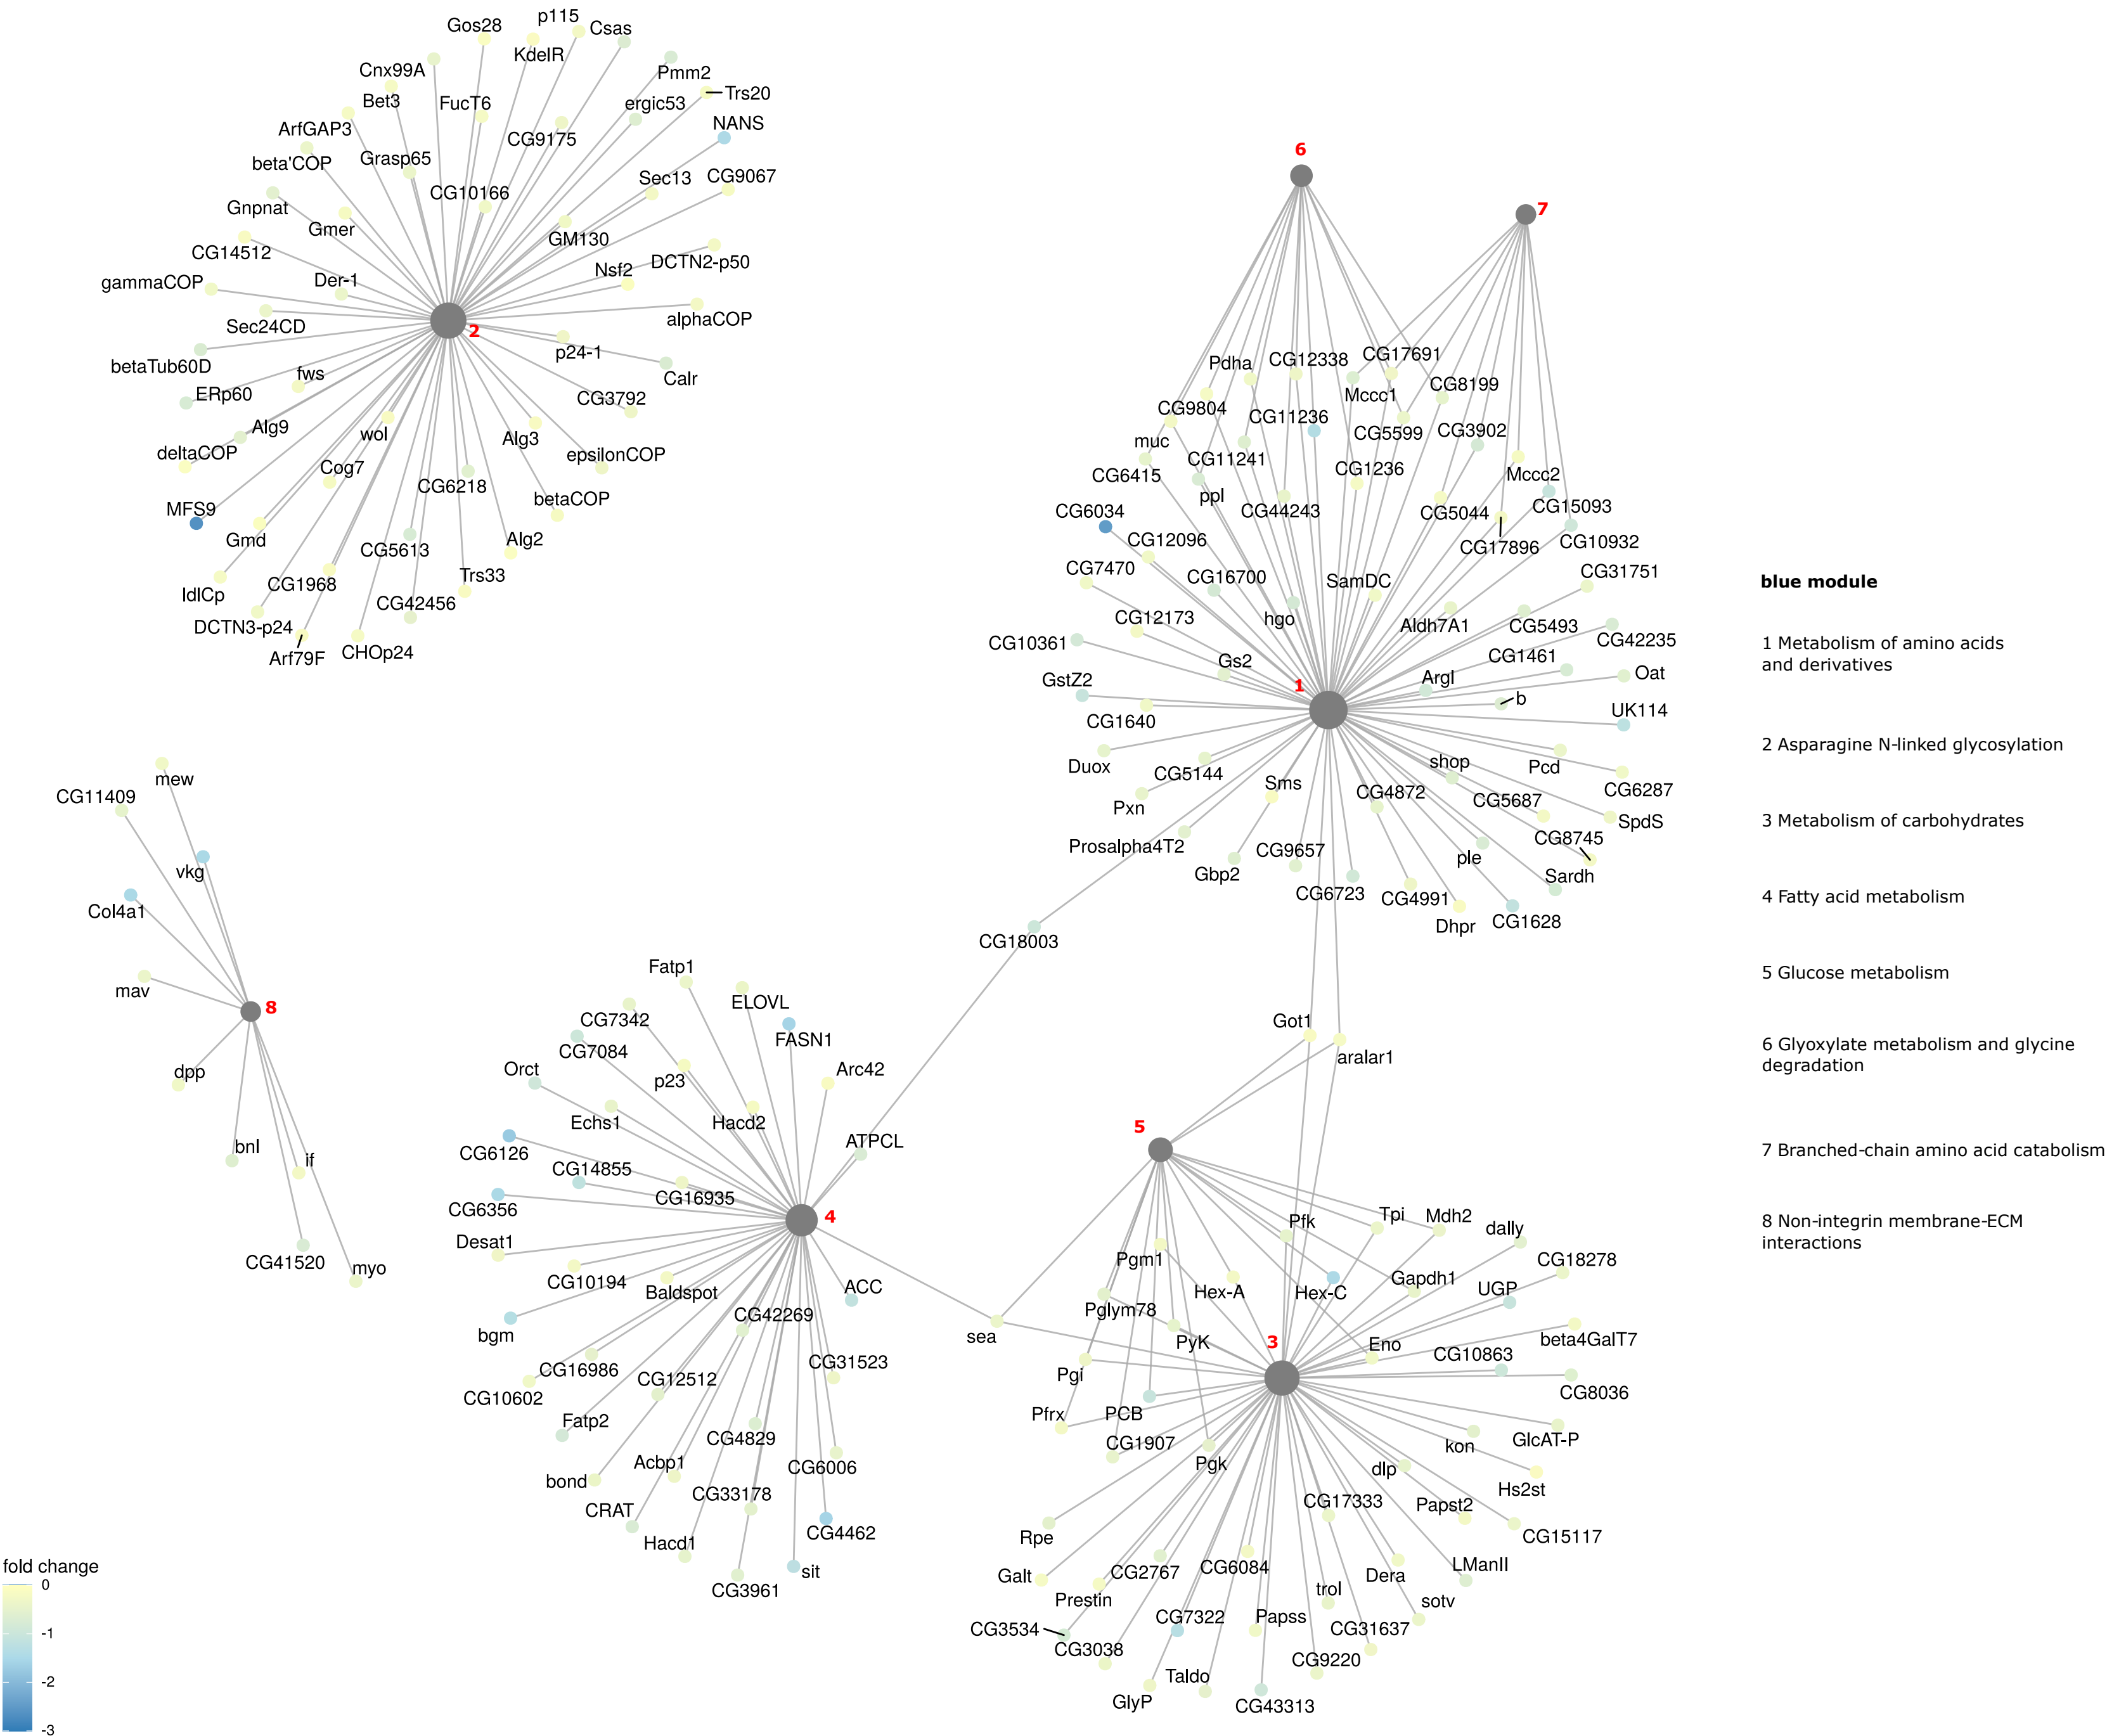 Gos28
p115
Csas
KdelR
Cnx99A
Pmm2
Bet3
FucT6
ergic53
Trs20
ArfGAP3
CG9175
NANS
beta'COP
Grasp65
CG10166
Sec13
CG9067
Gnpnat
Gmer
GM130
CG14512
DCTN2-p50
Nsf2
gammaCOP
Der-1
Sec24CD
alphaCOP
2
p24-1
betaTub60D
fws
Calr
ERp60
CG3792
Alg9
wol
Alg3
deltaCOP
epsilonCOP
Cog7
CG6218
betaCOP
MFS9
Gmd
CG5613
Alg2
IdlCp
CG1968
Trs33
CG42456
DCTN3-p24
Arf79F
CHOp24
6
7
Pdha
CG12338
CG17691
CG8199
Mccc1
CG9804
CG11236
CG5599
CG3902
muc
CG11241
CG1236
CG6415
Mccc2
ppl
CG44243
CG5044
CG15093
CG6034
CG12096
CG17896
CG10932
CG7470
CG16700
SamDC
CG31751
CG12173
hgo
Aldh7A1
CG5493
CG10361
CG42235
Gs2
CG1461
GstZ2
1
ArgI
Oat
b
CG1640
UK114
Duox
CG5144
shop
Pcd
Sms
CG4872
CG6287
Pxn
CG5687
SpdS
Prosalpha4T2
CG9657
CG8745
Gbp2
ple
Sardh
CG6723
CG4991
Dhpr
CG1628
CG18003
Got1
aralar1
blue module
1 Metabolism of amino acids
and derivatives
2 Asparagine N-linked glycosylation
3 Metabolism of carbohydrates
4 Fatty acid metabolism
5 Glucose metabolism
6 Glyoxylate metabolism and glycine
degradation
7 Branched-chain amino acid catabolism
8 Non-integrin membrane-ECM
interactions
mew
CG11409
vkg
Col4a1
mav
8
dpp
bnl
if
CG41520
myo
Fatp1
ELOVL
CG7342
FASN1
CG7084
Orct
p23
Arc42
Echs1
Hacd2
ATPCL
CG6126
CG14855
CG16935
CG6356
4
Desat1
CG10194
Baldspot
ACC
bgm
CG42269
CG16986
CG31523
CG10602
CG12512
Fatp2
CG4829
bond
Acbp1
CG6006
CRAT
CG33178
CG4462
Hacd1
sit
CG3961
sea
5
Pfk
Tpi
Mdh2
dally
Pgm1
CG18278
Hex-A
Hex-C
Gapdh1
UGP
Pglym78
PyK
3
Eno
beta4GalT7
CG10863
Pgi
CG8036
Pfrx
PCB
CG1907
kon
GlcAT-P
Pgk
dlp
Hs2st
CG17333
Papst2
Rpe
CG15117
CG2767
CG6084
LManII
Galt
Dera
Prestin
trol
sotv
CG3534
CG7322
Papss
CG31637
CG3038
CG9220
Taldo
GlyP
CG43313
fold change
0
-1
-2
-3